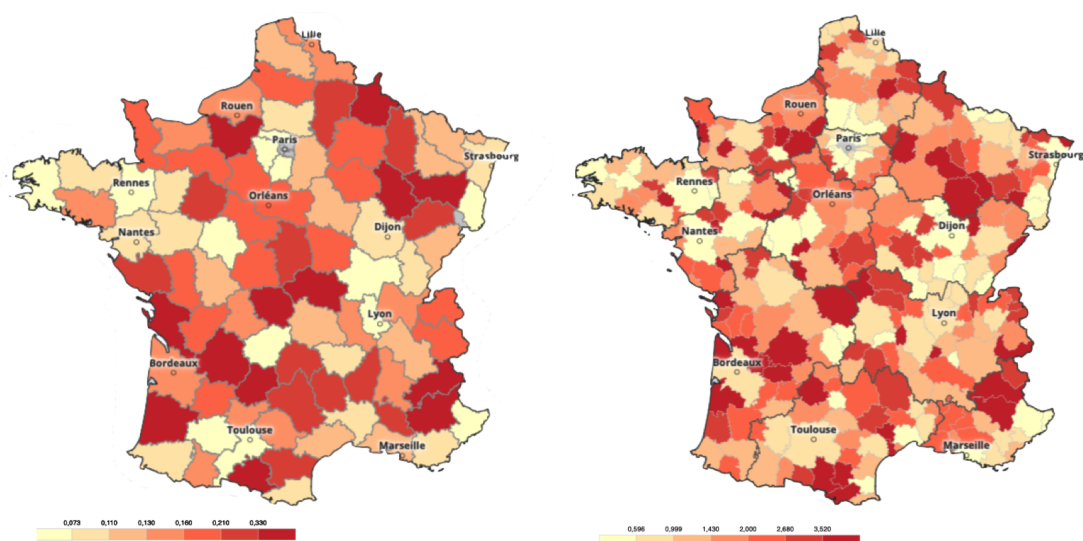 Lille
Rouen
Paris
Strasbourg
Rennes
Orléans
Nantes
Dijon
Lyon
Bordeaux
Toulouse
Marseille
0,073 0,110 0,130 0,160 0,210 0,330
Lille
Rouen
Paris
Strasbourg
Rennes
Orléans
Nantes
Dijon
Lyon
Bordeaux
Toulouse
Marseille
0,596 0,999 1,430 2,000 2,680 3,520